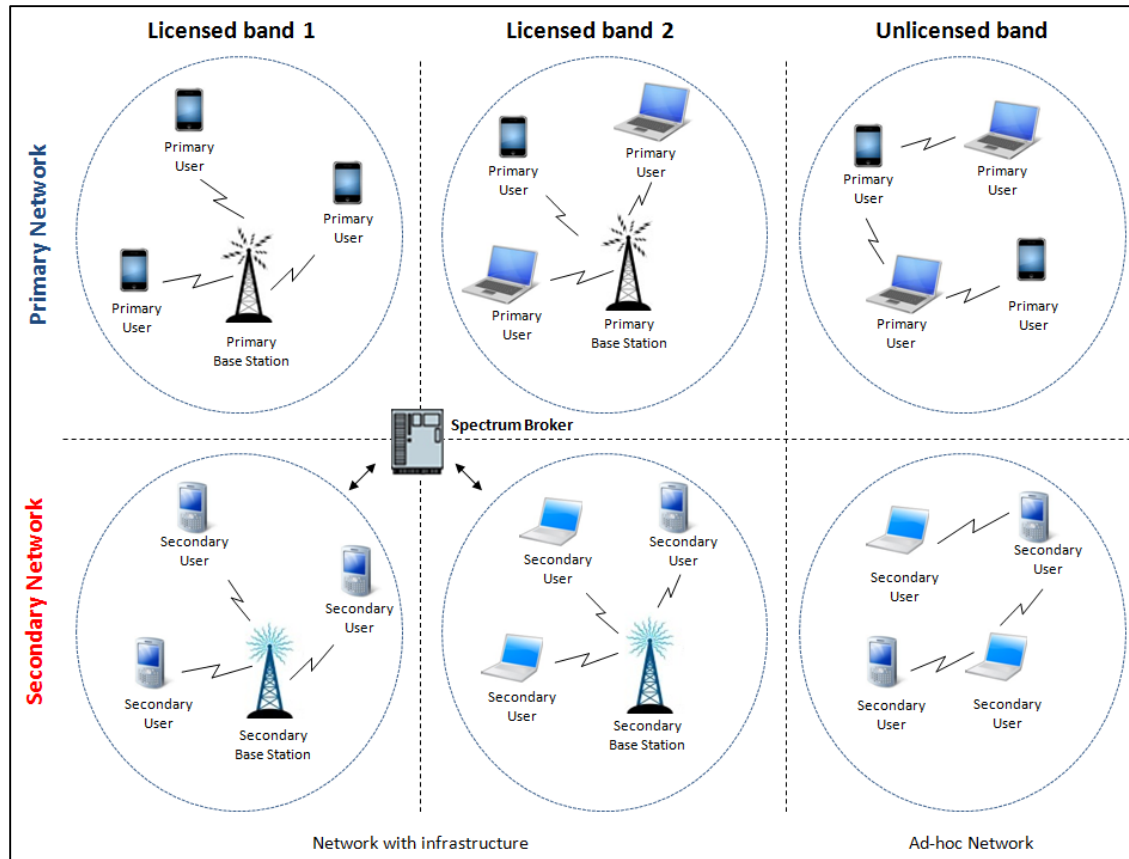 Licensed band 1
Licensed band 2
Unlicensed band
Primary Network
Primary
User
Primary
User
Primary
User
Primary
Base Station
Primary
User
Primary
User
Primary
User
Primary
Base Station
Primary
User
Primary
User
Primary
User
Primary
User
Spectrum Broker
Secondary Network
Secondary
User
Secondary
User
Secondary
User
Secondary
Base Station
Secondary
User
Secondary
User
Secondary
User
Secondary
Base Station
Secondary
User
Secondary
User
Secondary
User
Secondary
User
Network with infrastructure
Ad-hoc Network